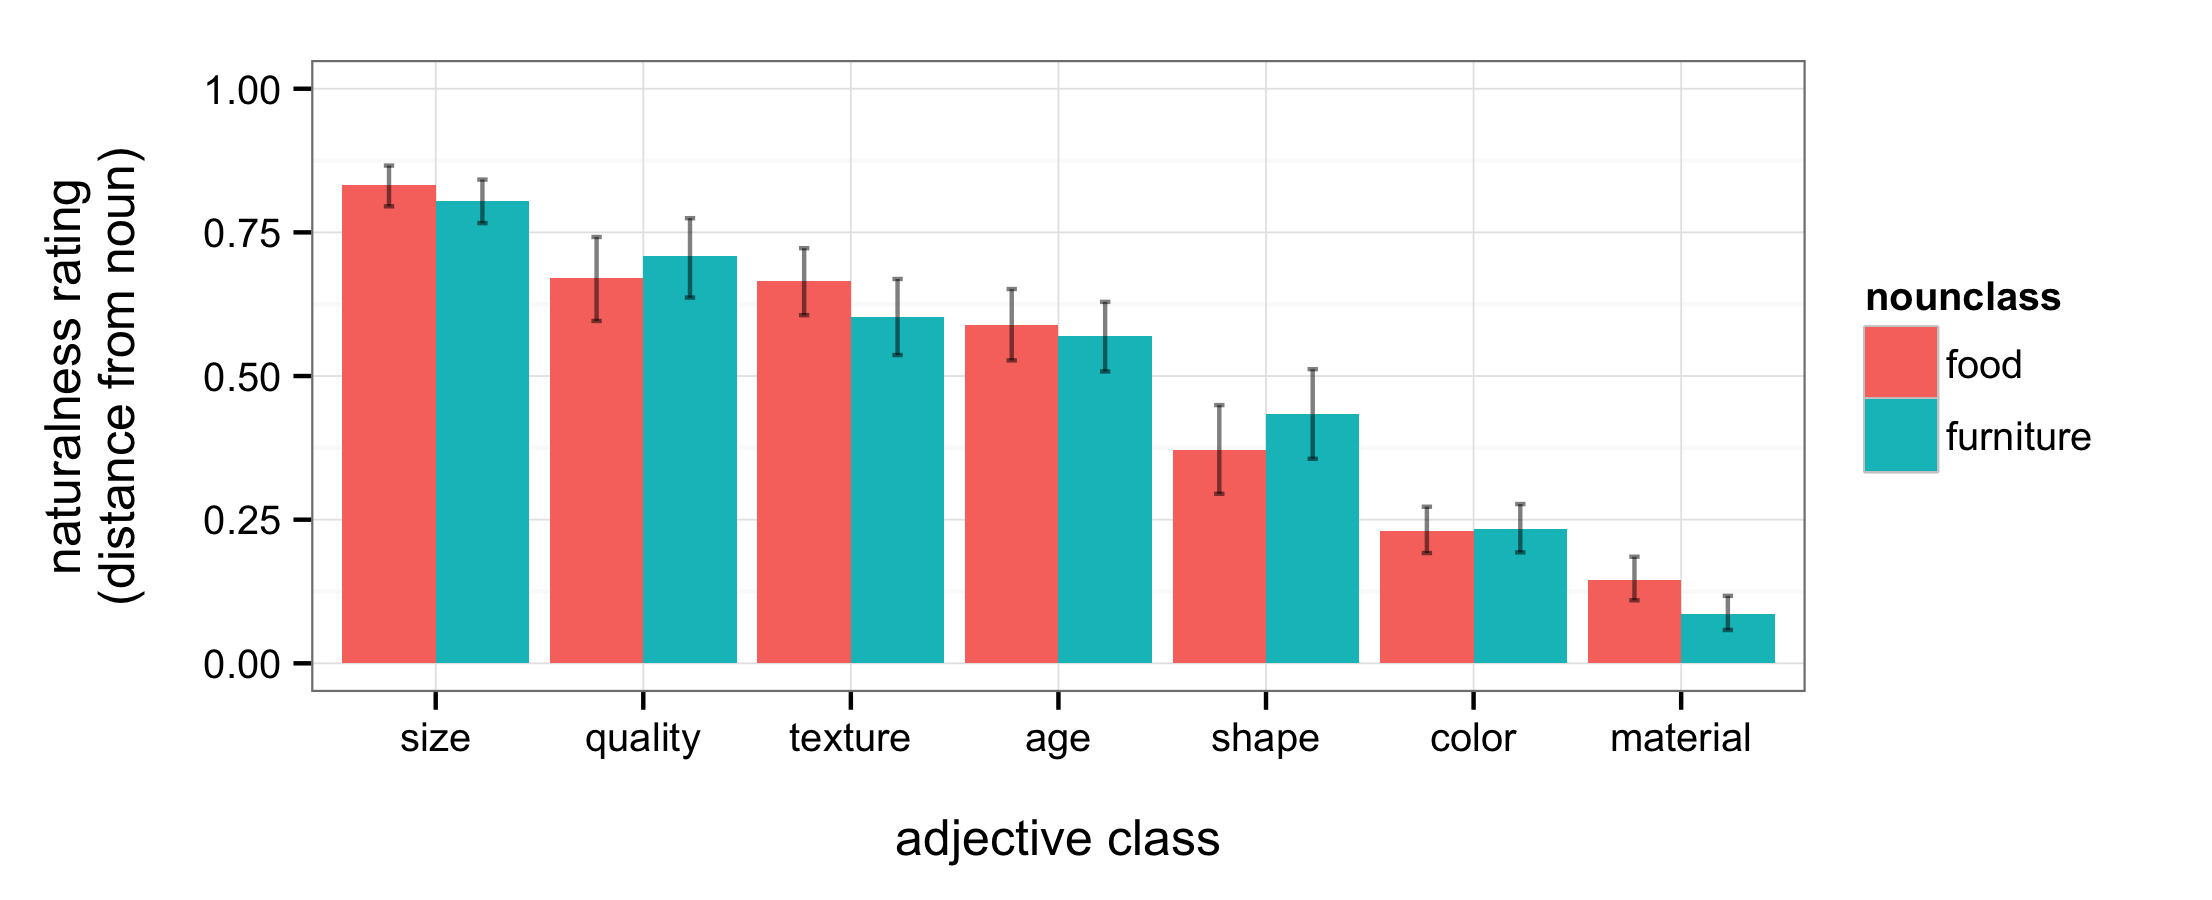 naturalness rating
(distance from noun)
1.00
0.75
0.50
0.25
0.00
size quality texture age shape color material
adjective class
nounclass
food
furniture